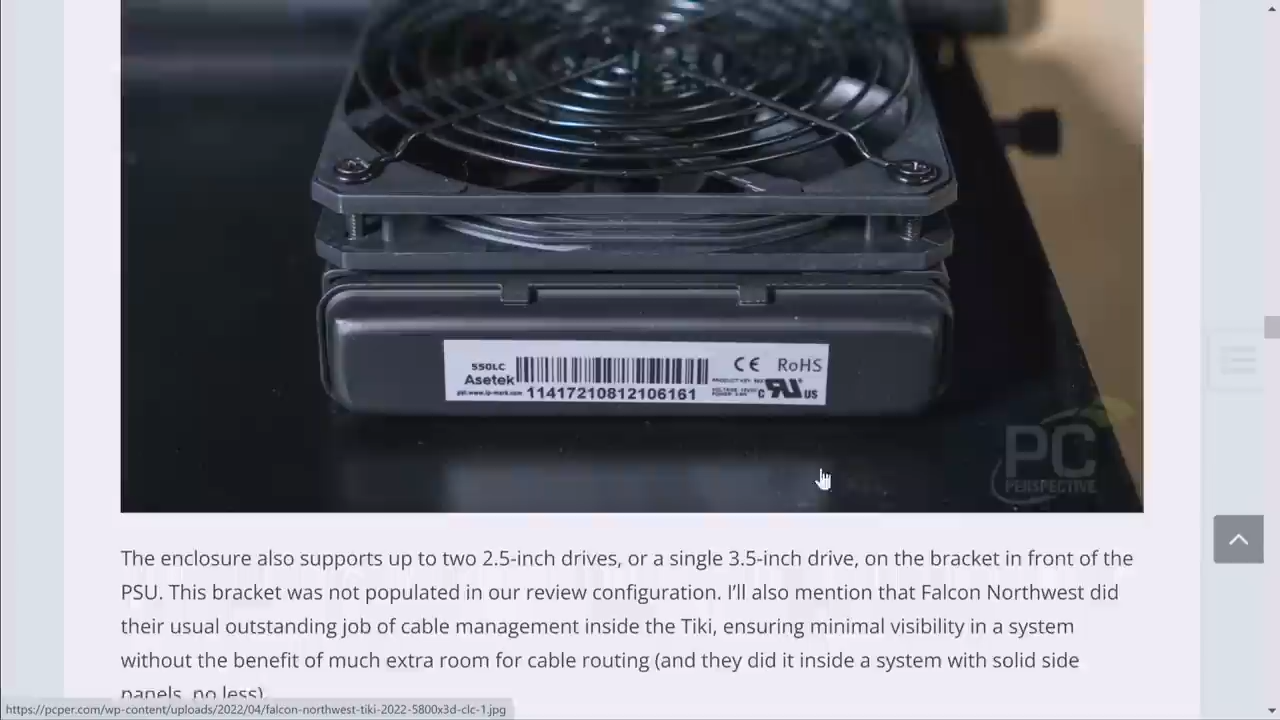 550LC
Asetek
11417210812106161
CE RoHS
C US
PC
PERSPECTIVE
The enclosure also supports up to two 2.5-inch drives, or a single 3.5-inch drive, on the bracket in front of the
PSU. This bracket was not populated in our review configuration. I’ll also mention that Falcon Northwest did
their usual outstanding job of cable management inside the Tiki, ensuring minimal visibility in a system
without the benefit of much extra room for cable routing (and they did it inside a system with solid side
panels, no less).
https://pcper.com/wp-content/uploads/2022/04/falcon-northwest-tiki-2022-5800x3d-clc-1.jpg